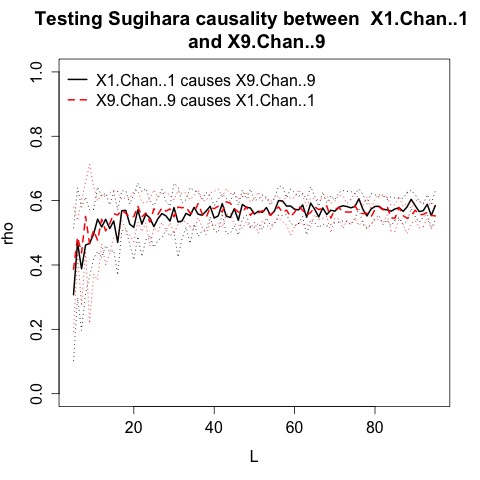 Testing Sugihara causality between  X1.Chan..1
and X9.Chan..9
X1.Chan..1 causes X9.Chan..9
X9.Chan..9 causes X1.Chan..1
rho
1.0
0.8
0.6
0.4
0.2
0.0
20 40 60 80
L